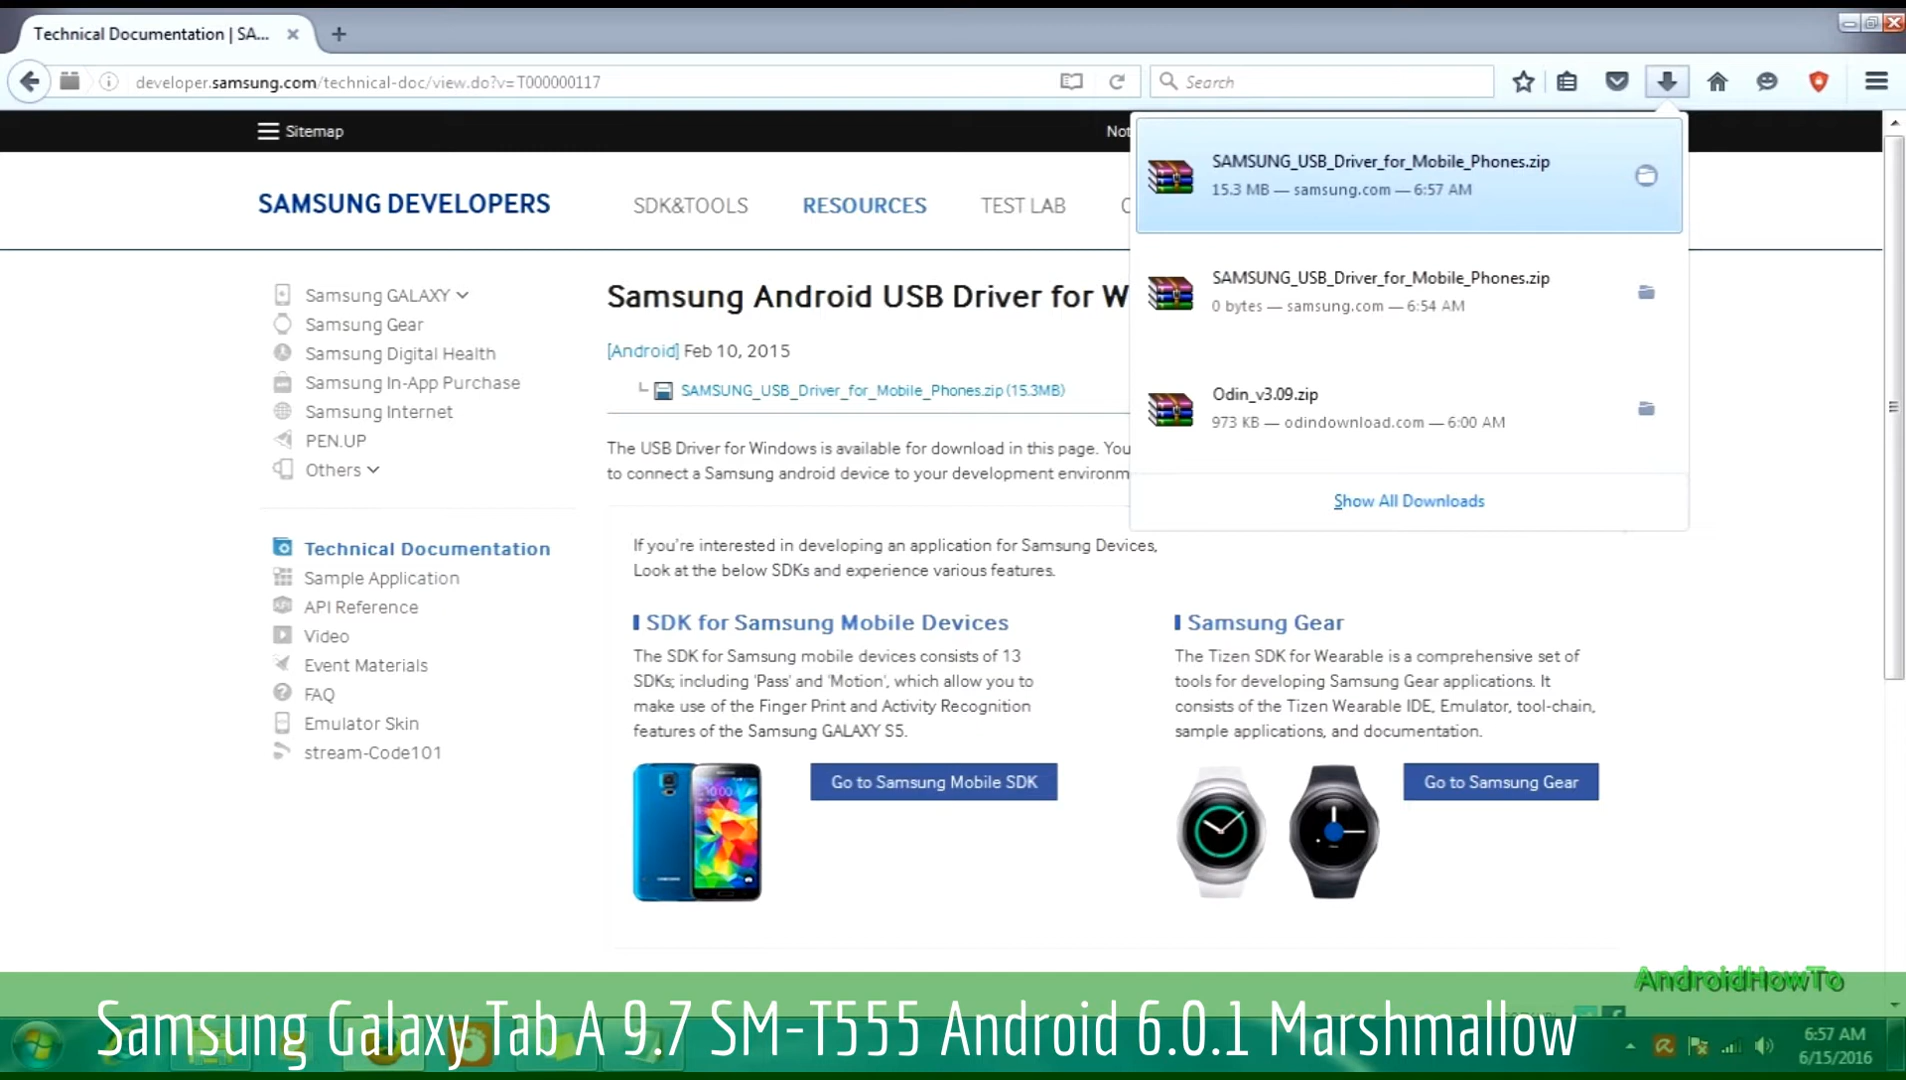 Technical Documentation | SA...
developer.samsung.com/technical-doc/view.do?v=T000000117
Search
Sitemap
Not
SAMSUNG DEVELOPERS
SDK&TOOLS
RESOURCES
TEST LAB
SAMSUNG_USB_Driver_for_Mobile_Phones.zip
15.3 MB — samsung.com — 6:57 AM
SAMSUNG_USB_Driver_for_Mobile_Phones.zip
0 bytes — samsung.com — 6:54 AM
Odin_v3.09.zip
973 KB — odindownload.com — 6:00 AM
Show All Downloads
Samsung GALAXY
Samsung Gear
Samsung Digital Health
Samsung In-App Purchase
Samsung Internet
PEN.UP
Others
Technical Documentation
Sample Application
API Reference
Video
Event Materials
FAQ
Emulator Skin
stream-Code101
Samsung Android USB Driver for W
[Android] Feb 10, 2015
SAMSUNG_USB_Driver_for_Mobile_Phones.zip (15.3MB)
The USB Driver for Windows is available for download in this page. You
to connect a Samsung android device to your development environm
If you're interested in developing an application for Samsung Devices,
Look at the below SDKs and experience various features.
SDK for Samsung Mobile Devices
The SDK for Samsung mobile devices consists of 13
SDKs; including 'Pass' and 'Motion', which allow you to
make use of the Finger Print and Activity Recognition
features of the Samsung GALAXY S5.
Go to Samsung Mobile SDK
Samsung Gear
The Tizen SDK for Wearable is a comprehensive set of
tools for developing Samsung Gear applications. It
consists of the Tizen Wearable IDE, Emulator, tool-chain,
sample applications, and documentation.
Go to Samsung Gear
AndroidHowTo
Samsung Galaxy Tab A 9.7 SM-T555 Android 6.0.1 Marshmallow
6:57 AM
6/15/2016